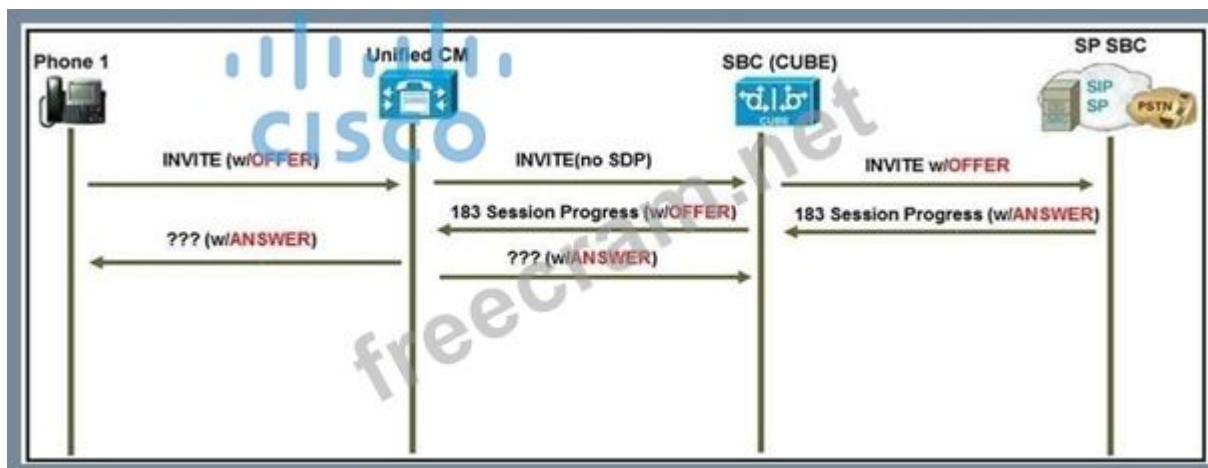 Phone 1
Unified CM
SBC (CUBE)
SP SBC
SIP
SP
PSTN
CUBE
CISCO
INVITE (w/OFFER)
INVITE(no SDP)
INVITE w/OFFER
183 Session Progress (w/OFFER)
183 Session Progress (w/ANSWER)
??? (w/ANSWER)
??? (w/ANSWER)
freecram.net